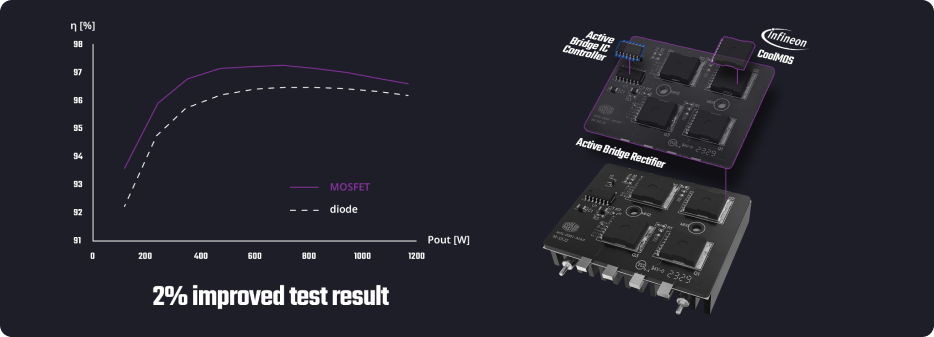 η [%]
98
97
96
95
94
93
92
91
0
200
400
600
800
1000
1200
Pout [W]
MOSFET
diode
2% improved test result
Active
Bridge IC
Controller
Infineon
CoolMOS
Active Bridge Rectifier
2329
2329